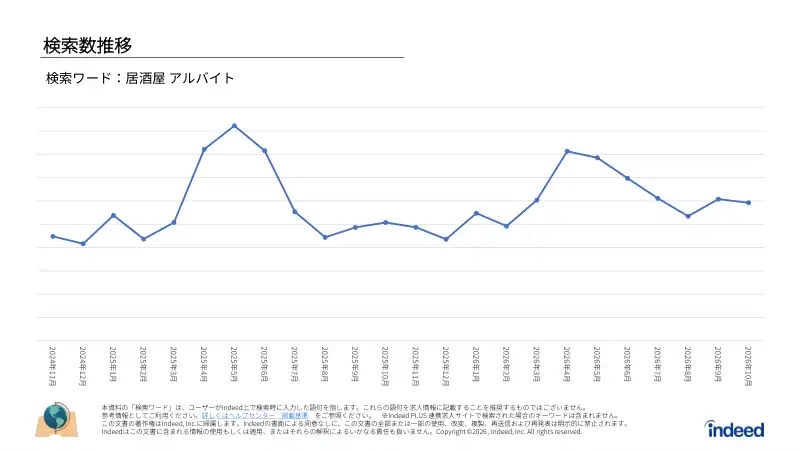 検索数推移
検索ワード：居酒屋 アルバイト
2024年11月
2024年12月
2025年1月
2025年2月
2025年3月
2025年4月
2025年5月
2025年6月
2025年7月
2025年8月
2025年9月
2025年10月
2025年11月
2025年12月
2026年1月
2026年2月
2026年3月
2026年4月
2026年5月
2026年6月
2026年7月
2026年8月
2026年9月
2026年10月
本資料の「検索ワード」は、ユーザーがIndeed上で検索時に入力した語句を指します。これらの語句を求人情報に記載することを推奨するものではございません。
参考情報としてご利用ください。詳しくはヘルプセンター 掲載基準 をご参照ください。 ※Indeed PLUS 連携求人サイトで検索された場合のキーワードは含まれません。
この文書の著作権はIndeed, Inc.に帰属します。Indeedの書面による同意なしに、この文書の全部または一部の使用、改変、複製、再送信および再発表は明示的に禁止されます。
Indeedはこの文書に含まれる情報の使用もしくは適用、またはそれらの解釈によるいかなる責任も負いません。Copyright ©2026 , Indeed, Inc. All rights reserved.
indeed